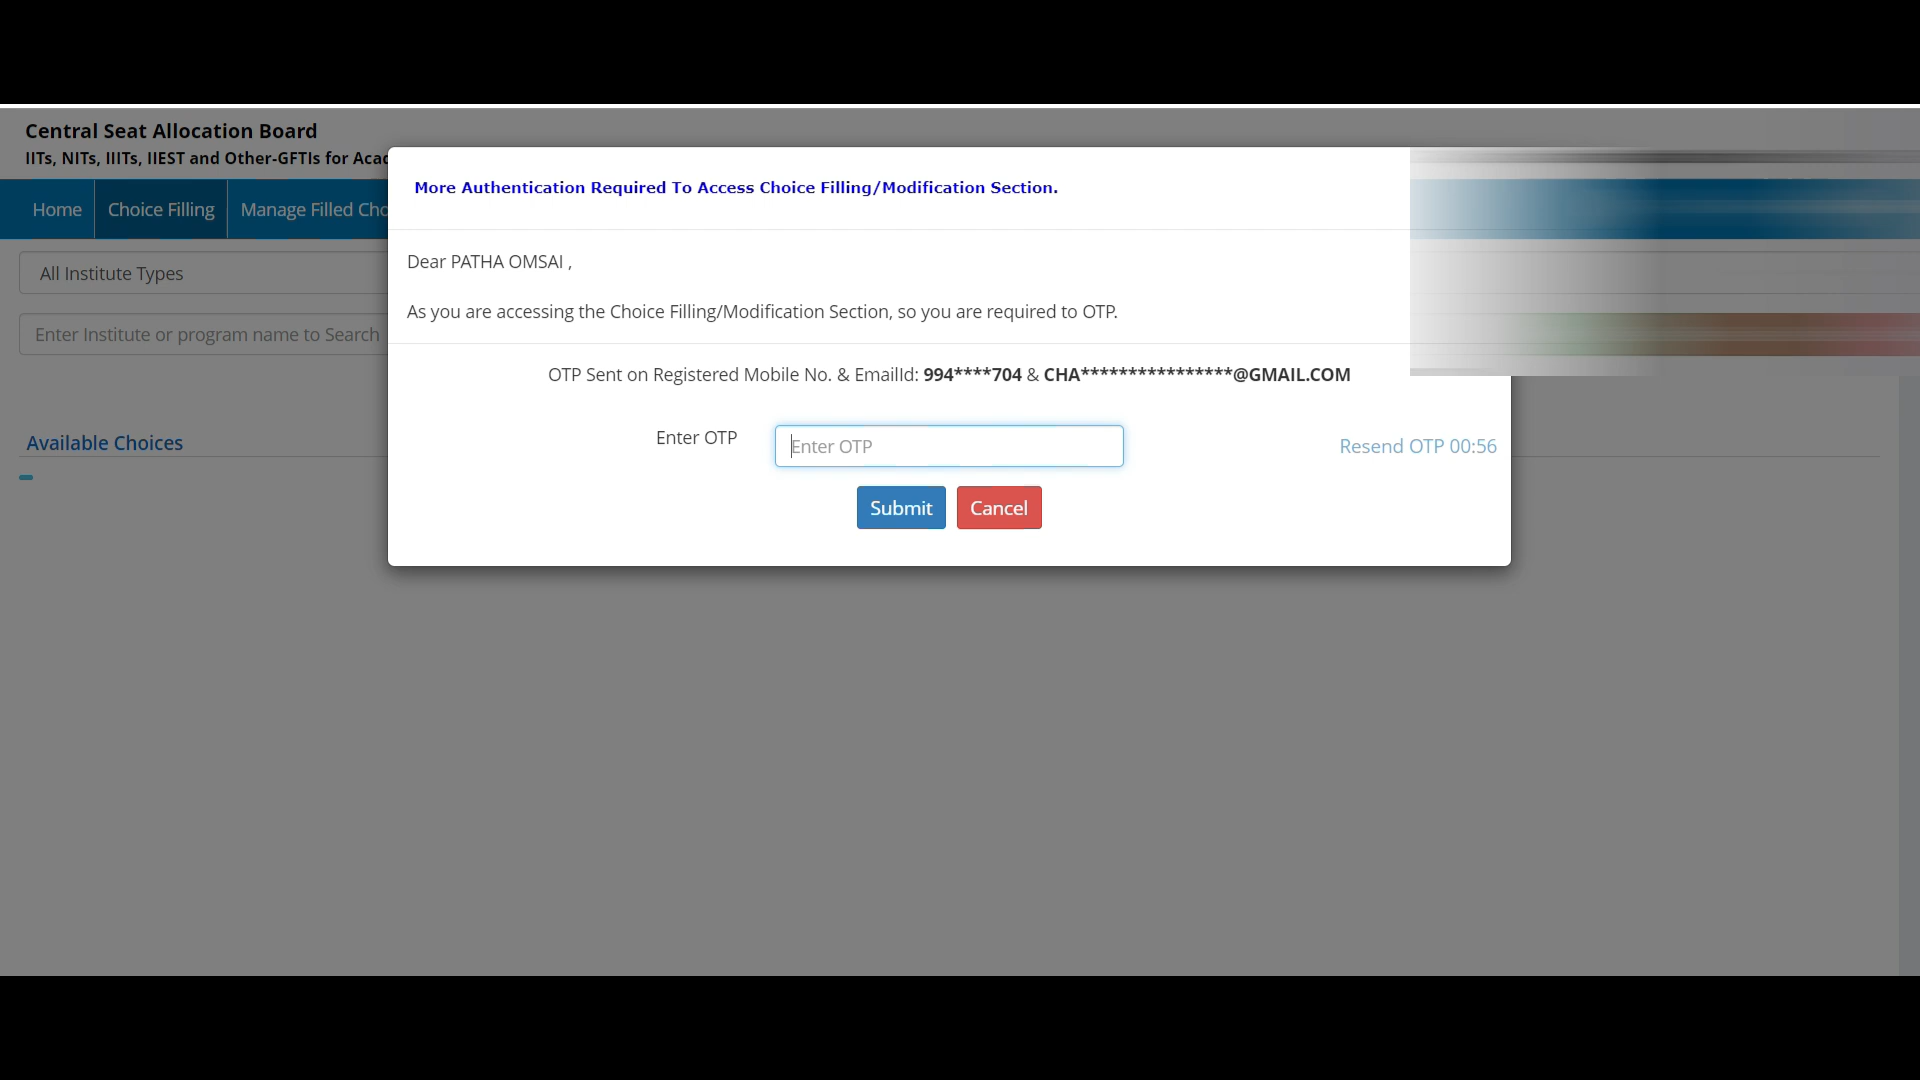 Central Seat Allocation Board
IITs, NITs, IIITs, IIEST and Other-GFTIs for
More Authentication Required To Access Choice Filling/Modification Section.
Home
Choice Filling
Manage Filled
Dear PATHA OMSAI ,
All Institute Types
As you are accessing the Choice Filling/Modification Section, so you are required to OTP.
Enter Institute or program name to Search
OTP Sent on Registered Mobile No. & EmailId: 994****704 & CHA****************@GMAIL.COM
Available Choices
Enter OTP
Enter OTP
Resend OTP 00:56
Submit
Cancel